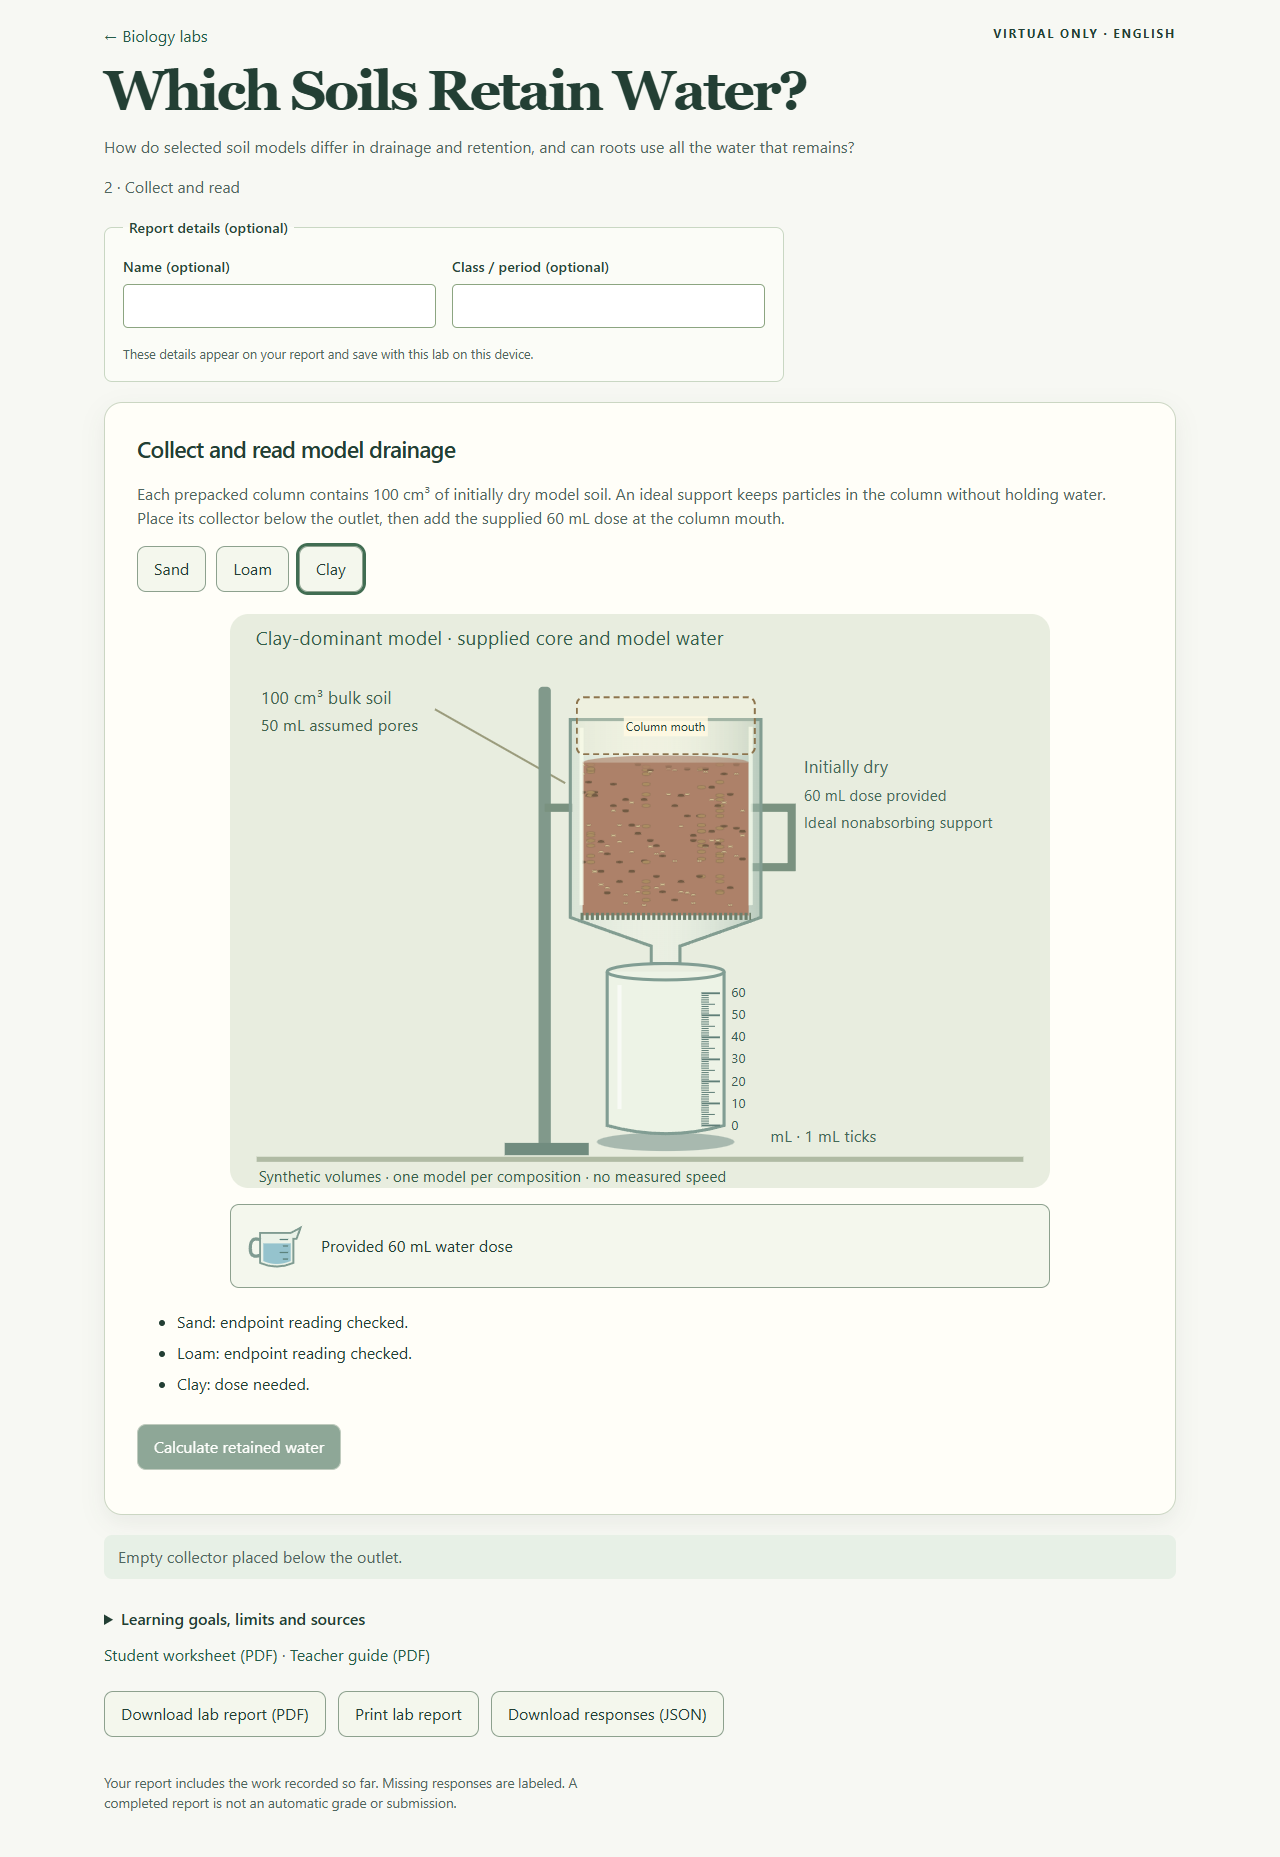 ← Biology labs
VIRTUAL ONLY · ENGLISH
Which Soils Retain Water?
How do selected soil models differ in drainage and retention, and can roots use all the water that remains?
2 · Collect and read
Report details (optional)
Name (optional)
Class / period (optional)
These details appear on your report and save with this lab on this device.
Collect and read model drainage
Each prepacked column contains 100 cm³ of initially dry model soil. An ideal support keeps particles in the column without holding water.
Place its collector below the outlet, then add the supplied 60 mL dose at the column mouth.
Sand
Loam
Clay
Clay-dominant model · supplied core and model water
100 cm³ bulk soil
50 mL assumed pores
Column mouth
Initially dry
60 mL dose provided
Ideal nonabsorbing support
60
50
40
30
20
10
0
mL · 1 mL ticks
Synthetic volumes · one model per composition · no measured speed
Provided 60 mL water dose
• Sand: endpoint reading checked.
• Loam: endpoint reading checked.
• Clay: dose needed.
Calculate retained water
Empty collector placed below the outlet.
▶ Learning goals, limits and sources
Student worksheet (PDF) · Teacher guide (PDF)
Download lab report (PDF)
Print lab report
Download responses (JSON)
Your report includes the work recorded so far. Missing responses are labeled. A
completed report is not an automatic grade or submission.